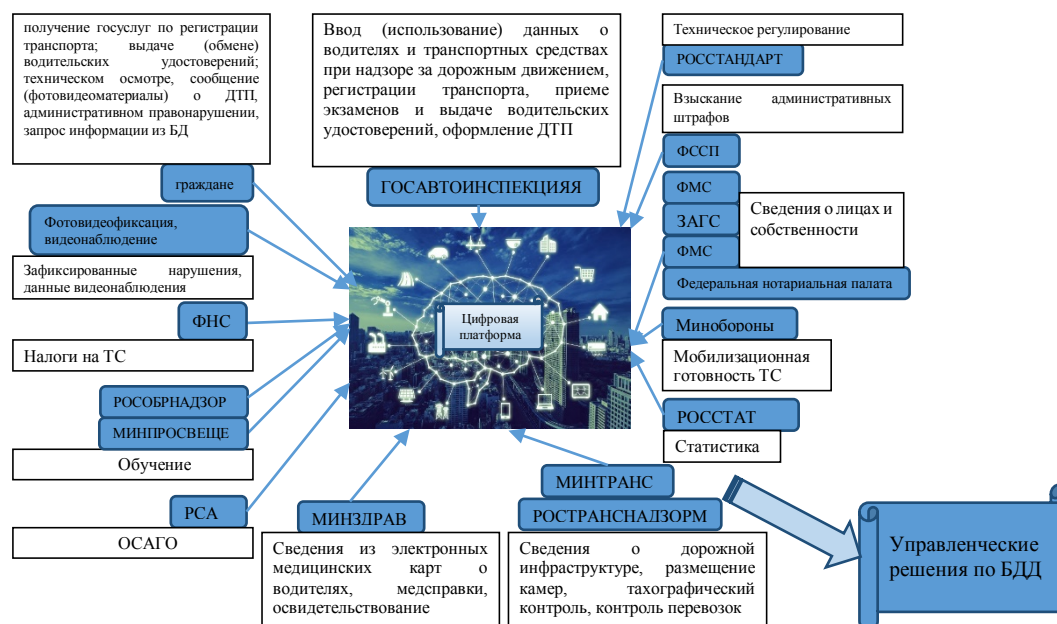 получение госуслуг по регистрации
транспорта; выдаче (обмене)
водительских удостоверений;
техническом осмотре, сообщение
(фотовидеоматериалы) о ДТП,
административном правонарушении,
запрос информации из БД
граждане
Фотовидеофиксация,
видеонаблюдение
Зафиксированные нарушения,
данные видеонаблюдения
ФНС
Налоги на ТС
РОСОБРНАДЗОР
МИНПРОСВЕЩЕ
Обучение
РСА
ОСАГО
Ввод (использование) данных о
водителях и транспортных средствах
при надзоре за дорожным движением,
регистрации транспорта, приеме
экзаменов и выдаче водительских
удостоверений, оформление ДТП
ГОСАВТОИНСПЕКЦИЯЯ
Цифровая
платформа
МИНЗДРАВ
Сведения из электронных
медицинских карт о
водителях, медсправки,
освидетельствование
МИНТРАНС
РОСТРАНСНАДЗОРМ
Сведения о дорожной
инфраструктуре, размещение
камер, тахографический
контроль, контроль перевозок
Техническое регулирование
РОССТАНДАРТ
Взыскание административных
штрафов
ФССП
ФМС
ЗАГС
ФМС
Сведения о лицах и
собственности
Федеральная нотариальная палата
Минобороны
Мобилизационная
готовность ТС
РОССТАТ
Статистика
Управленческие
решения по БДД